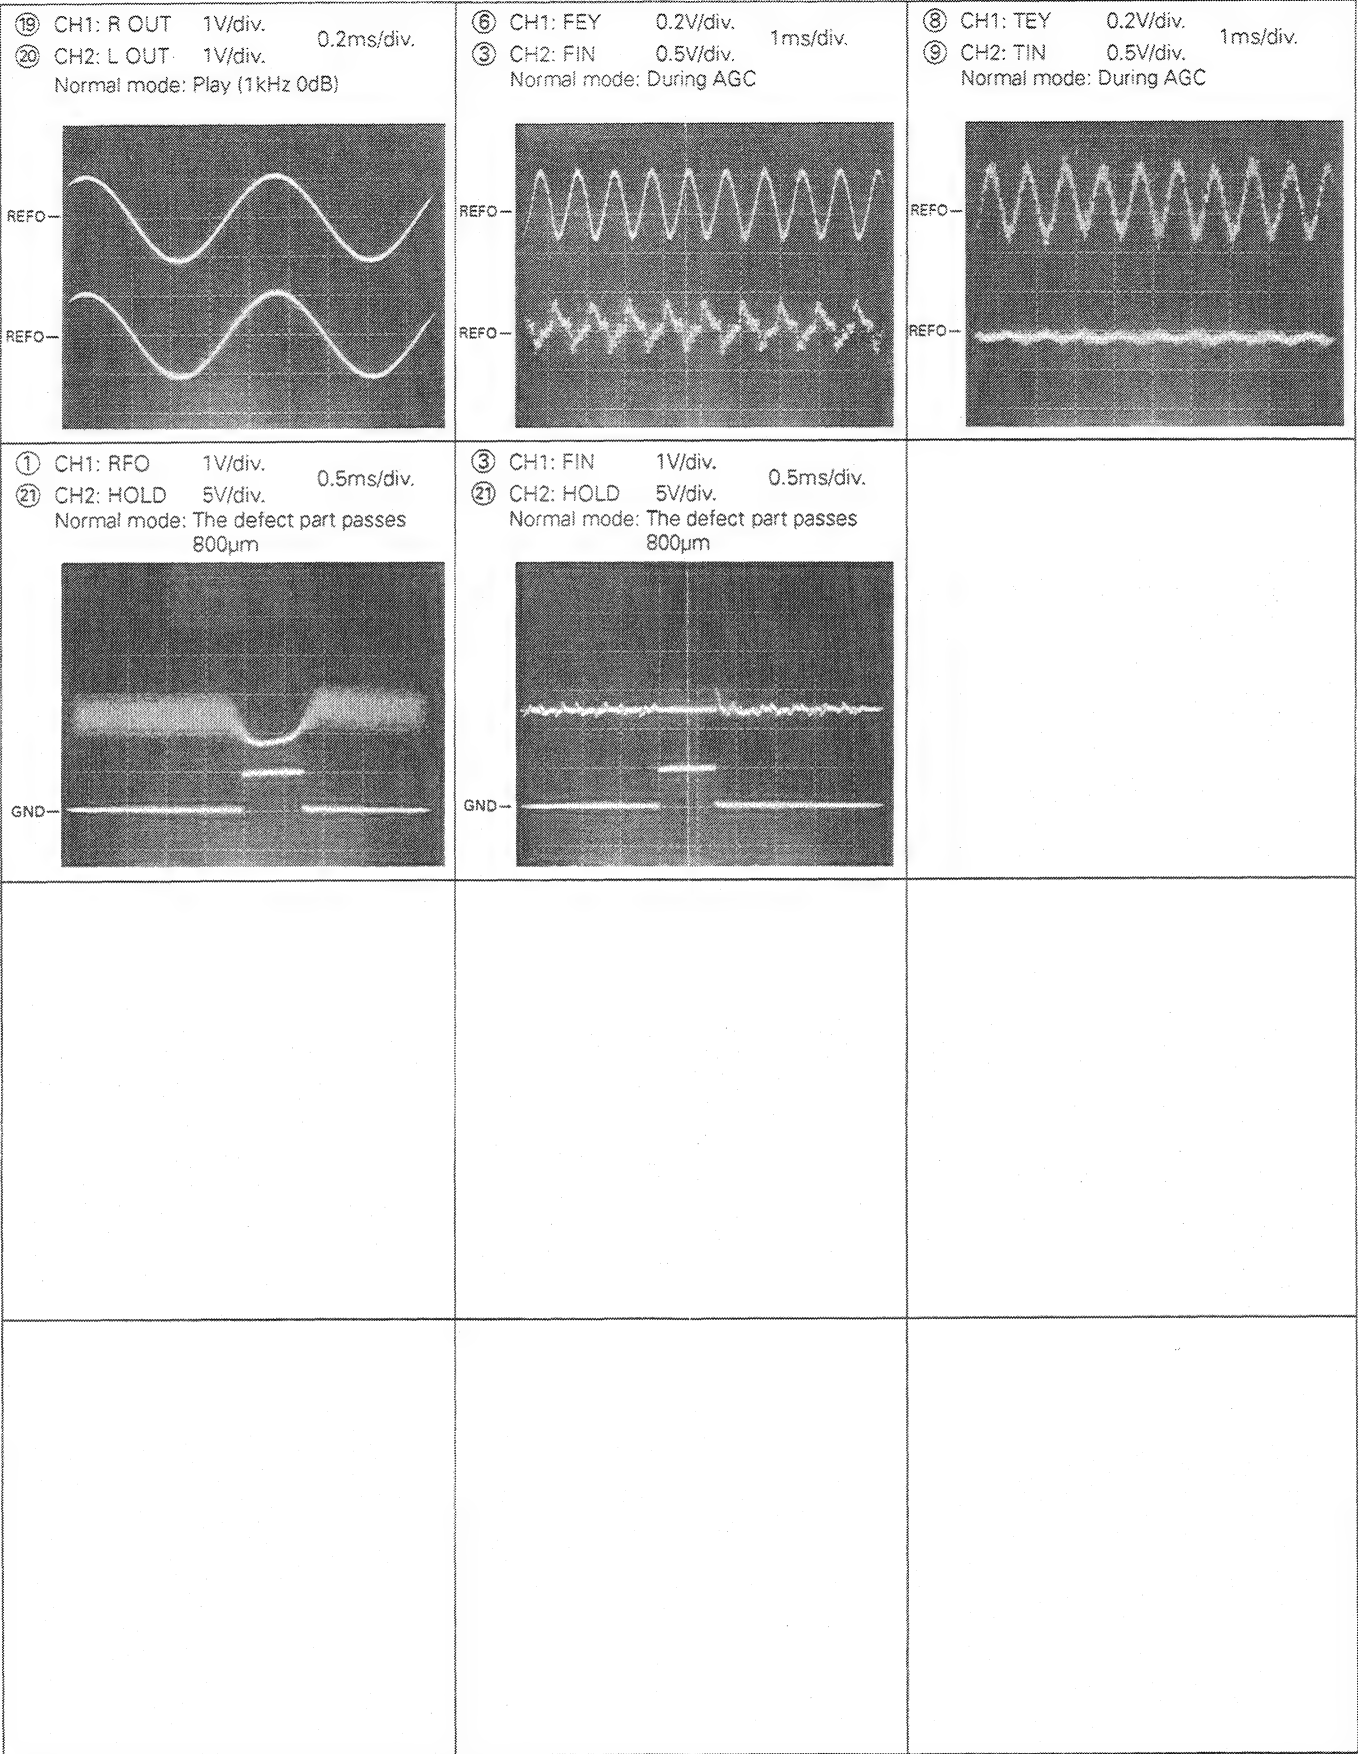 ⑲ CH1: R OUT 1V/div. 0.2ms/div.
⑳ CH2: L OUT 1V/div.
Normal mode: Play (1kHz 0dB)
REFO
REFO
⑥ CH1: FEY 0.2V/div. 1ms/div.
③ CH2: FIN 0.5V/div.
Normal mode: During AGC
REFO
REFO
⑧ CH1: TEY 0.2V/div. 1ms/div.
⑨ CH2: TIN 0.5V/div.
Normal mode: During AGC
REFO
REFO
① CH1: RFO 1V/div. 0.5ms/div.
㉑ CH2: HOLD 5V/div.
Normal mode: The defect part passes
800µm
GND
③ CH1: FIN 1V/div. 0.5ms/div.
㉑ CH2: HOLD 5V/div.
Normal mode: The defect part passes
800µm
GND